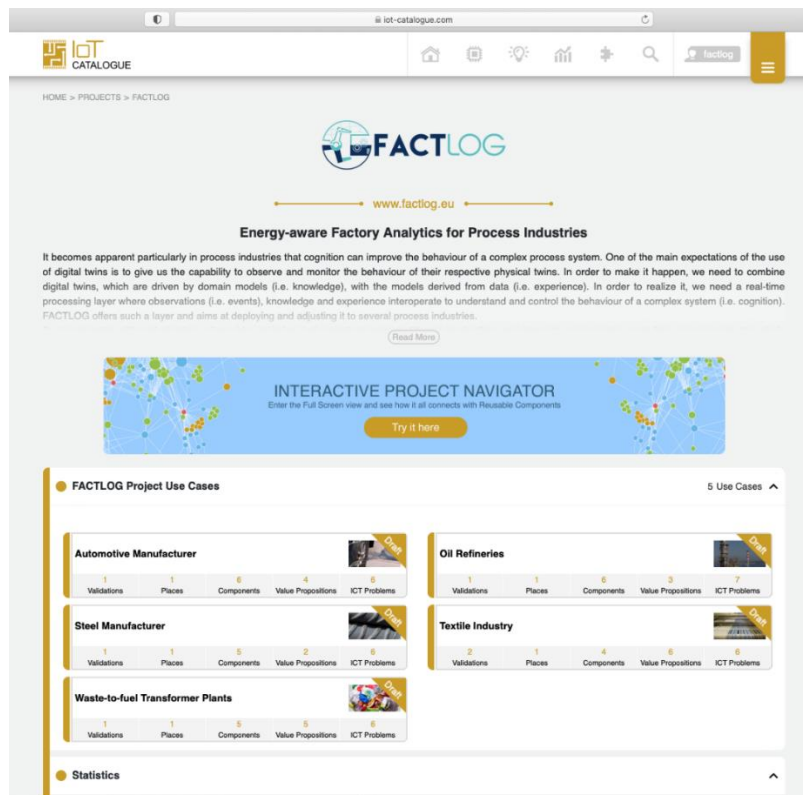 iot-catalogue.com
IoT
CATALOGUE
factlog
HOME > PROJECTS > FACTLOG
FACTLOG
www.factlog.eu
Energy-aware Factory Analytics for Process Industries
It becomes apparent particularly in process industries that cognition can improve the behaviour of a complex process system. One of the main expectations of the use
of digital twins is to give us the capability to observe and monitor the behaviour of their respective physical twins. In order to make it happen, we need to combine
digital twins, which are driven by domain models (i.e. knowledge), with the models derived from data (i.e. experience). In order to realize it, we need a real-time
processing layer where observations (i.e. events), knowledge and experience interoperate to understand and control the behaviour of a complex system (i.e. cognition).
FACTLOG offers such a layer and aims at deploying and adjusting it to several process industries.
(Read More)
INTERACTIVE PROJECT NAVIGATOR
Enter the Full Screen view and see how it all connects with Reusable Components
Try it here
FACTLOG Project Use Cases 5 Use Cases
Automotive Manufacturer Draft
1 1 6 4 6
Validations Places Components Value Propositions ICT Problems
Oil Refineries Draft
1 1 6 3 7
Validations Places Components Value Propositions ICT Problems
Steel Manufacturer Draft
1 1 5 2 6
Validations Places Components Value Propositions ICT Problems
Textile Industry Draft
2 1 4 6 6
Validations Places Components Value Propositions ICT Problems
Waste-to-fuel Transformer Plants Draft
1 1 5 5 6
Validations Places Components Value Propositions ICT Problems
Statistics